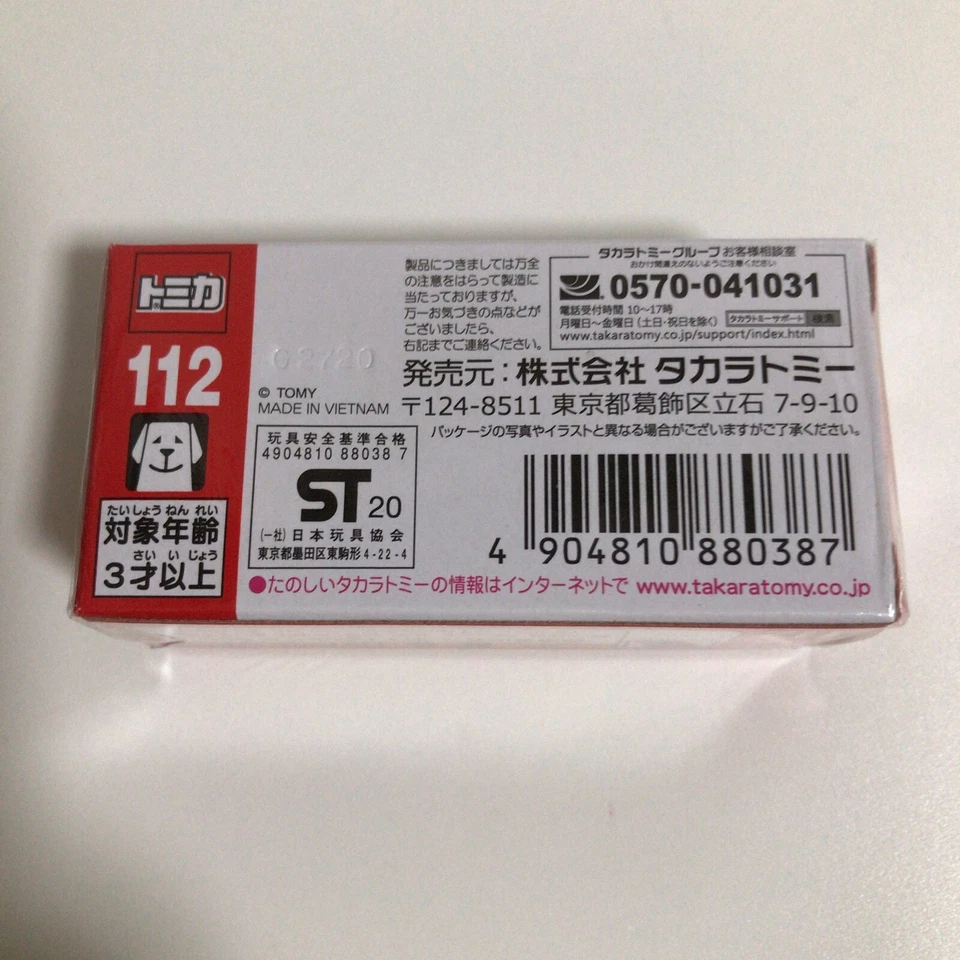 トミカ
112
対象年齢
たいしょうねんれい
3才以上
さいいじょう
製品につきましては万全
の注意をはらって製造に
当たっておりますが、
万一お気づきの点などが
ございましたら、
右記までご連絡ください。
タカラトミーグループ お客様相談室
おかけ間違えのないようご注意ください
0570-041031
電話受付時間 10〜17時
月曜日〜金曜日 (土日・祝日を除く) タカラトミーサポート 検索
www.takaratomy.co.jp/support/index.html
© TOMY
MADE IN VIETNAM
発売元：株式会社 タカラトミー
〒124-8511 東京都葛飾区立石 7-9-10
パッケージの写真やイラストと異なる場合がございますがご了承ください。
玩具安全基準合格
4904810 88038 7
ST 20
(一社) 日本玩具協会
東京都墨田区東駒形 4-22-4
4 904810 880387
●たのしいタカラトミーの情報はインターネットで www.takaratomy.co.jp